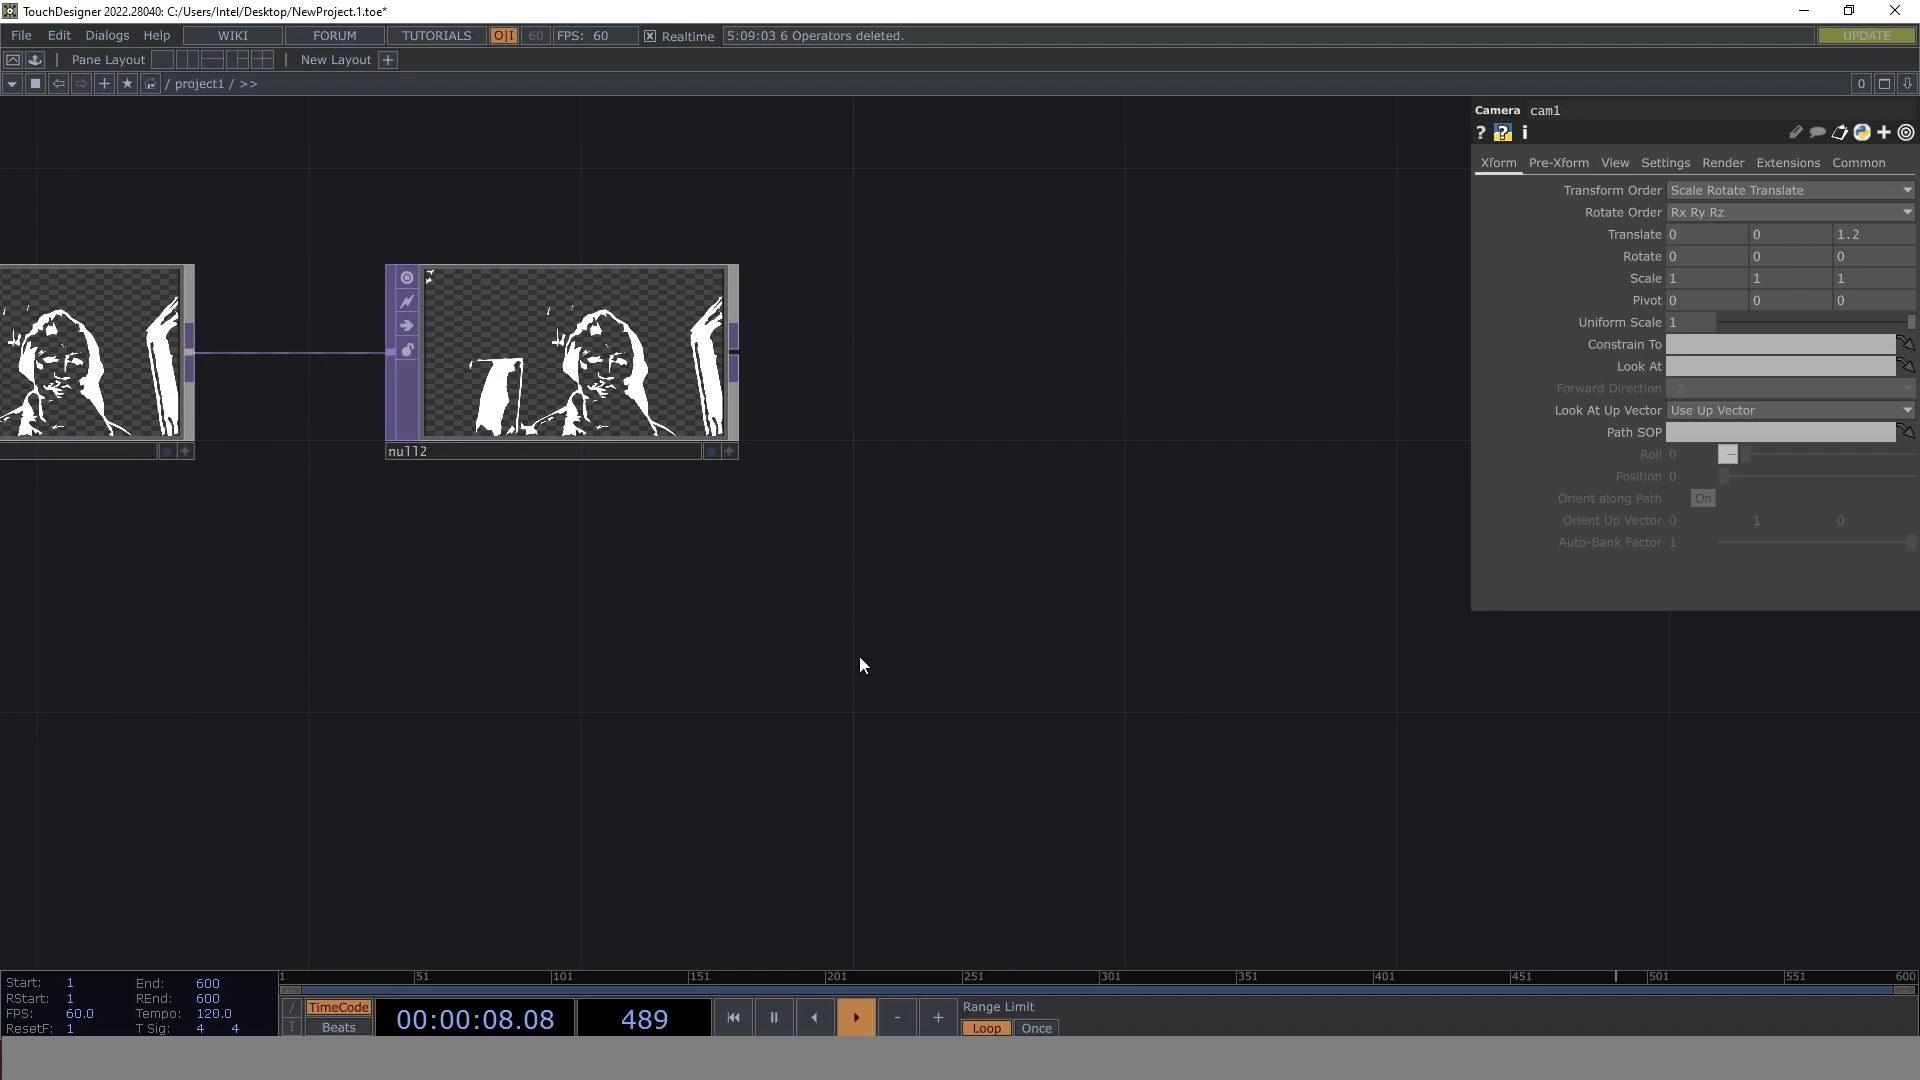 TouchDesigner 2022.28040: C:/Users/Intel/Desktop/NewProject.1.toe*
File Edit Dialogs Help WIKI FORUM TUTORIALS O|I 60 FPS: 60 Realtime 5:09:03 6 Operators deleted. UPDATE
Pane Layout New Layout +
/ project1 / >> 0
Camera cam1
? ? i
Xform Pre-Xform View Settings Render Extensions Common
Transform Order Scale Rotate Translate
Rotate Order Rx Ry Rz
Translate 0 0 1.2
Rotate 0 0 0
Scale 1 1 1
Pivot 0 0 0
Uniform Scale 1
Constrain To
Look At
Forward Direction -Z
Look At Up Vector Use Up Vector
Path SOP
Roll 0
Position 0
Orient along Path On
Orient Up Vector 0 1 0
Auto-Bank Factor 1
null2
1 51 101 151 201 251 301 351 401 451 501 551 600
Start: 1 End: 600
RStart: 1 REnd: 600
FPS: 60.0 Tempo: 120.0
ResetF: 1 T Sig: 4 4
TimeCode
Beats
00:00:08.08 489
- +
Range Limit
Loop Once